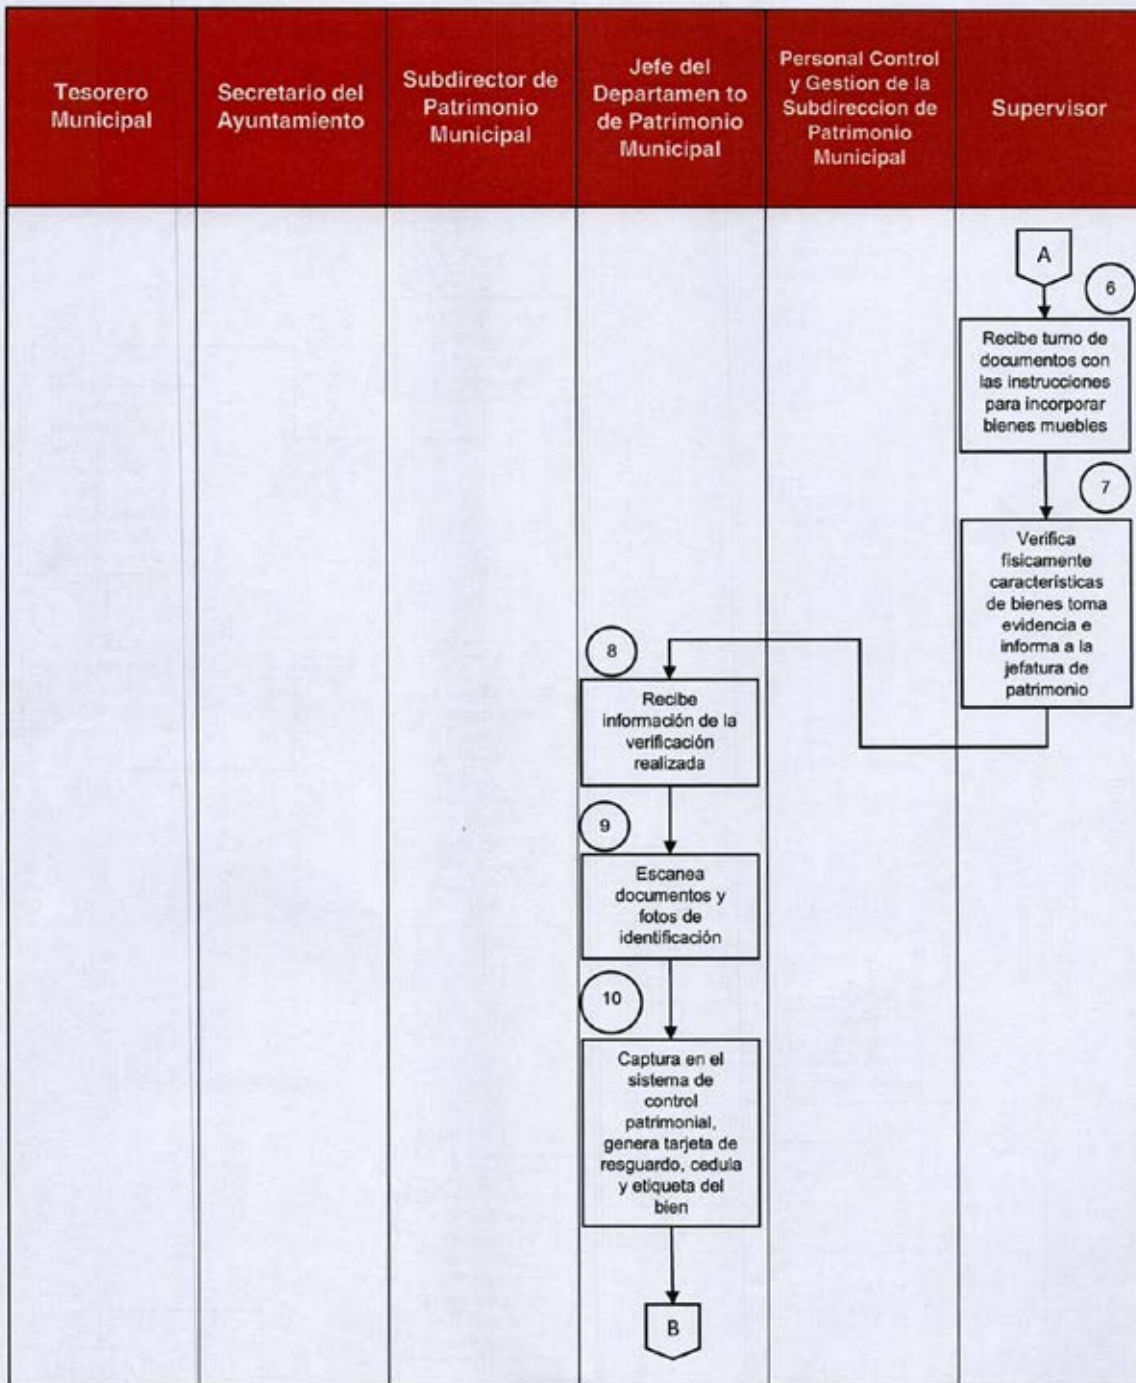 Tesorero
Municipal
Secretario del
Ayuntamiento
Subdirector de
Patrimonio
Municipal
Jefe del
Departamen to
de Patrimonio
Municipal
Personal Control
y Gestion de la
Subdireccion de
Patrimonio
Municipal
Supervisor
A
6
Recibe turno de
documentos con
las instrucciones
para incorporar
bienes muebles
7
Verifica
físicamente
características
de bienes toma
evidencia e
informa a la
jefatura de
patrimonio
8
Recibe
información de la
verificación
realizada
9
Escanea
documentos y
fotos de
identificación
10
Captura en el
sistema de
control
patrimonial,
genera tarjeta de
resguardo, cedula
y etiqueta del
bien
B